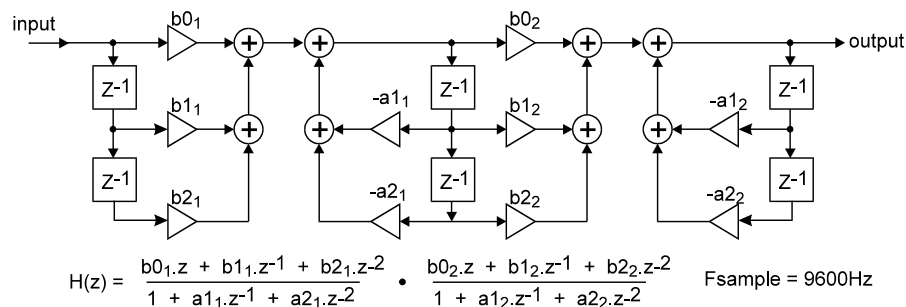 b0₁ b0₂
input output
Z-1 Z-1 Z-1
b1₁ -a1₁ b1₂ -a1₂
Z-1 Z-1 Z-1
b2₁ -a2₁ b2₂ -a2₂
H(z) = b0₁.z + b1₁.z-1 + b2₁.z-2 • b0₂.z + b1₂.z-1 + b2₂.z-2 Fsample = 9600Hz
1 + a1₁.z-1 + a2₁.z-2 1 + a1₂.z-1 + a2₂.z-2